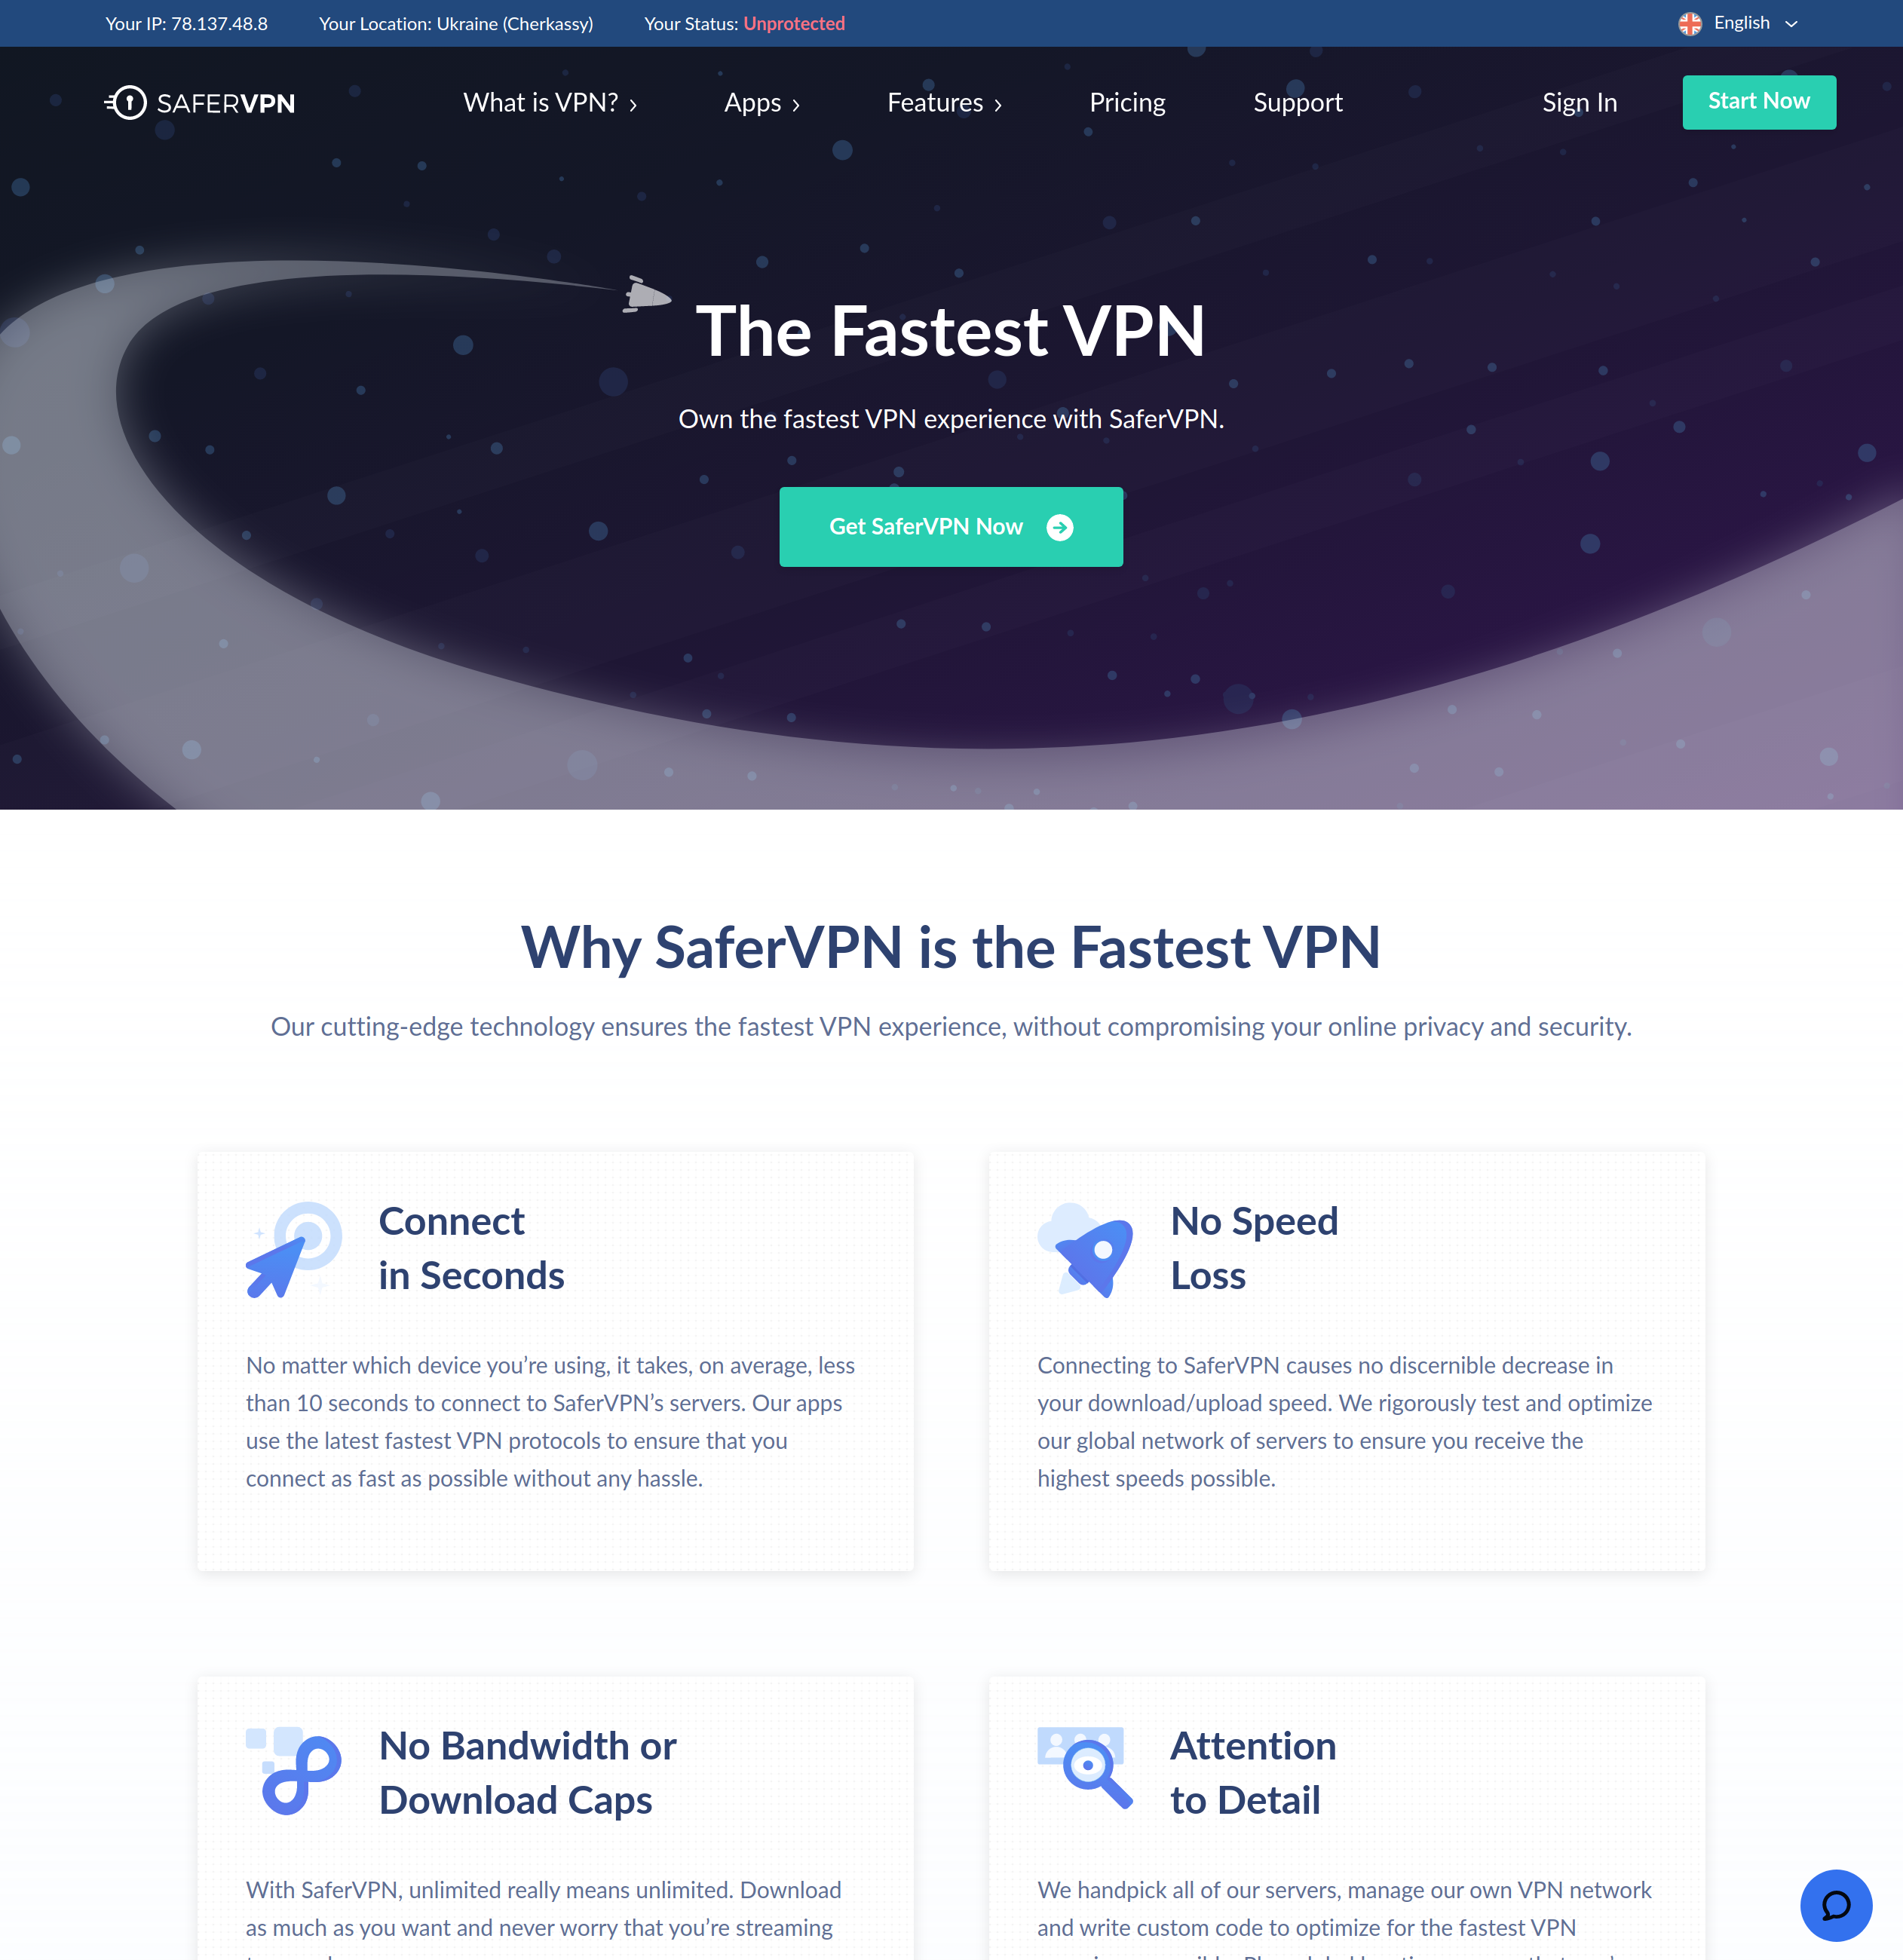 Your IP: 78.137.48.8
Your Location: Ukraine (Cherkassy)
Your Status: Unprotected
English
SAFERVPN
What is VPN?
Apps
Features
Pricing
Support
Sign In
Start Now
The Fastest VPN
Own the fastest VPN experience with SaferVPN.
Get SaferVPN Now
Why SaferVPN is the Fastest VPN
Our cutting-edge technology ensures the fastest VPN experience, without compromising your online privacy and security.
Connect
in Seconds
No matter which device you’re using, it takes, on average, less
than 10 seconds to connect to SaferVPN’s servers. Our apps
use the latest fastest VPN protocols to ensure that you
connect as fast as possible without any hassle.
No Speed
Loss
Connecting to SaferVPN causes no discernible decrease in
your download/upload speed. We rigorously test and optimize
our global network of servers to ensure you receive the
highest speeds possible.
No Bandwidth or
Download Caps
With SaferVPN, unlimited really means unlimited. Download
as much as you want and never worry that you’re streaming
Attention
to Detail
We handpick all of our servers, manage our own VPN network
and write custom code to optimize for the fastest VPN